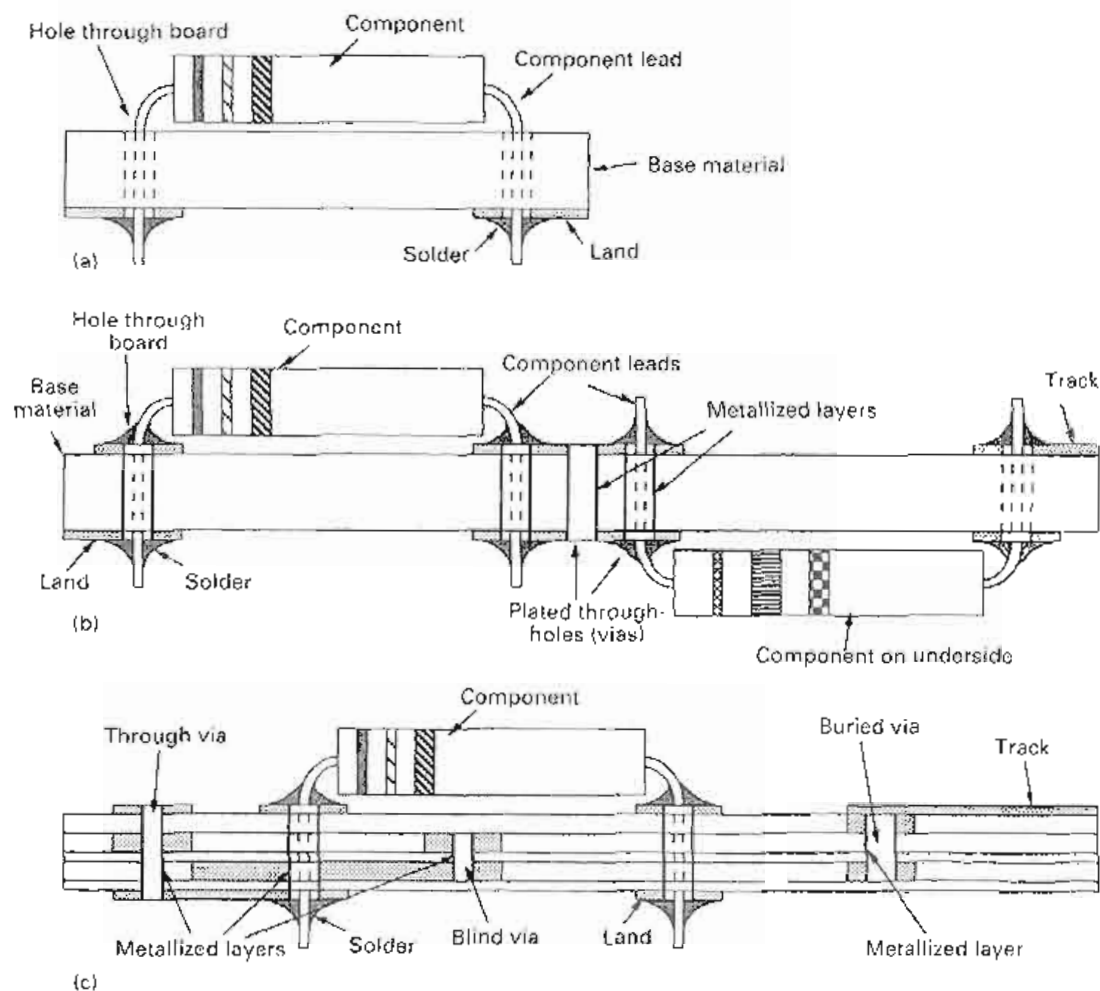 Component
Hole through board
Component lead
Base material
Solder
Land
(a)
Hole through
board
Component
Component leads
Track
Base
material
Metallized layers
Land
Solder
Plated through-
holes (vias)
(b)
Component on underside
Component
Through via
Buried via
Track
Metallized layers
Solder
Blind via
Land
Metallized layer
(c)